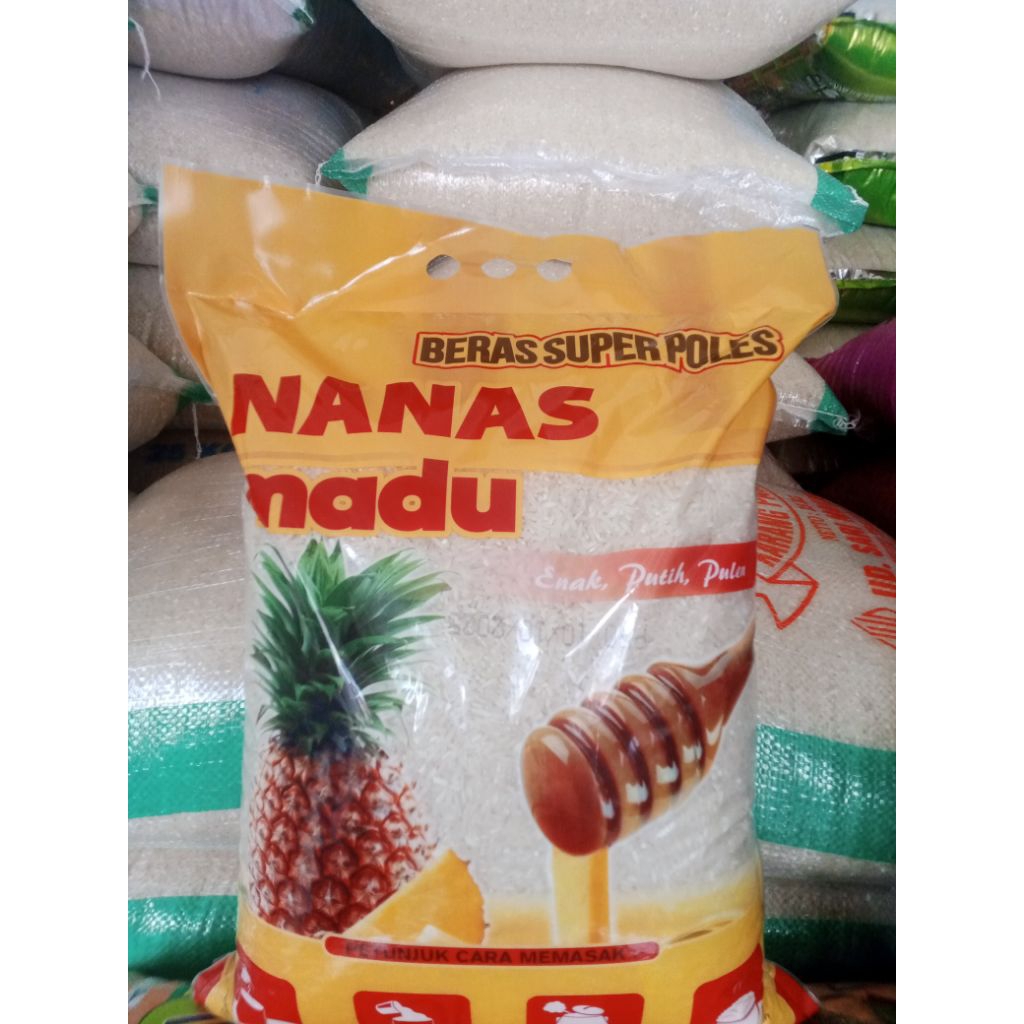 BERAS SUPER POLES
NANAS
madu
Enak, Putih, Pulen
PETUNJUK CARA MEMASAK